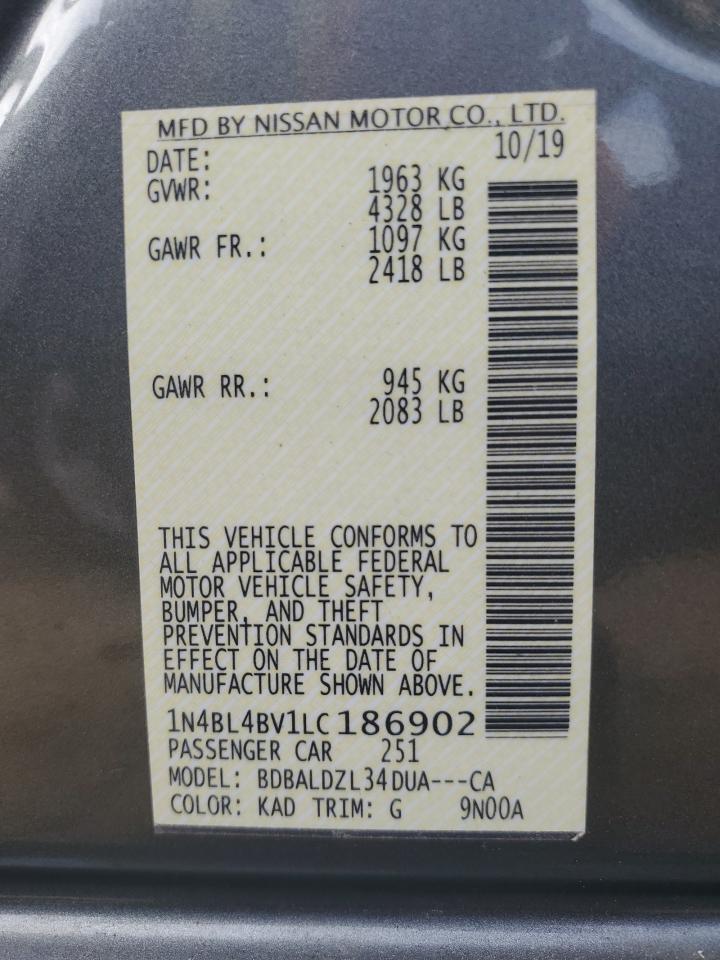 MFD BY NISSAN MOTOR CO., LTD.
DATE: 10/19
GVWR: 1963 KG
4328 LB
GAWR FR.: 1097 KG
2418 LB
GAWR RR.: 945 KG
2083 LB
THIS VEHICLE CONFORMS TO
ALL APPLICABLE FEDERAL
MOTOR VEHICLE SAFETY,
BUMPER, AND THEFT
PREVENTION STANDARDS IN
EFFECT ON THE DATE OF
MANUFACTURE SHOWN ABOVE.
1N4BL4BV1LC186902
PASSENGER CAR 251
MODEL: BDBALDZL34DUA---CA
COLOR: KAD TRIM: G 9N00A